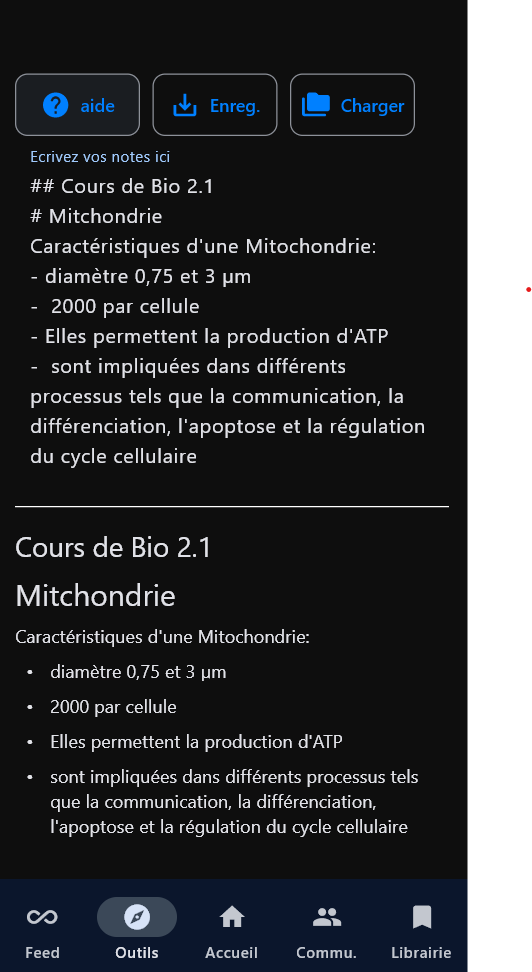 aide
Enreg.
Charger
Ecrivez vos notes ici
## Cours de Bio 2.1
# Mitchondrie
Caractéristiques d'une Mitochondrie:
- diamètre 0,75 et 3 µm
-  2000 par cellule
- Elles permettent la production d'ATP
-  sont impliquées dans différents
processus tels que la communication, la
différenciation, l'apoptose et la régulation
du cycle cellulaire
Cours de Bio 2.1
Mitchondrie
Caractéristiques d'une Mitochondrie:
• diamètre 0,75 et 3 µm
• 2000 par cellule
• Elles permettent la production d'ATP
• sont impliquées dans différents processus tels
que la communication, la différenciation,
l'apoptose et la régulation du cycle cellulaire
Feed
Outils
Accueil
Commu.
Librairie